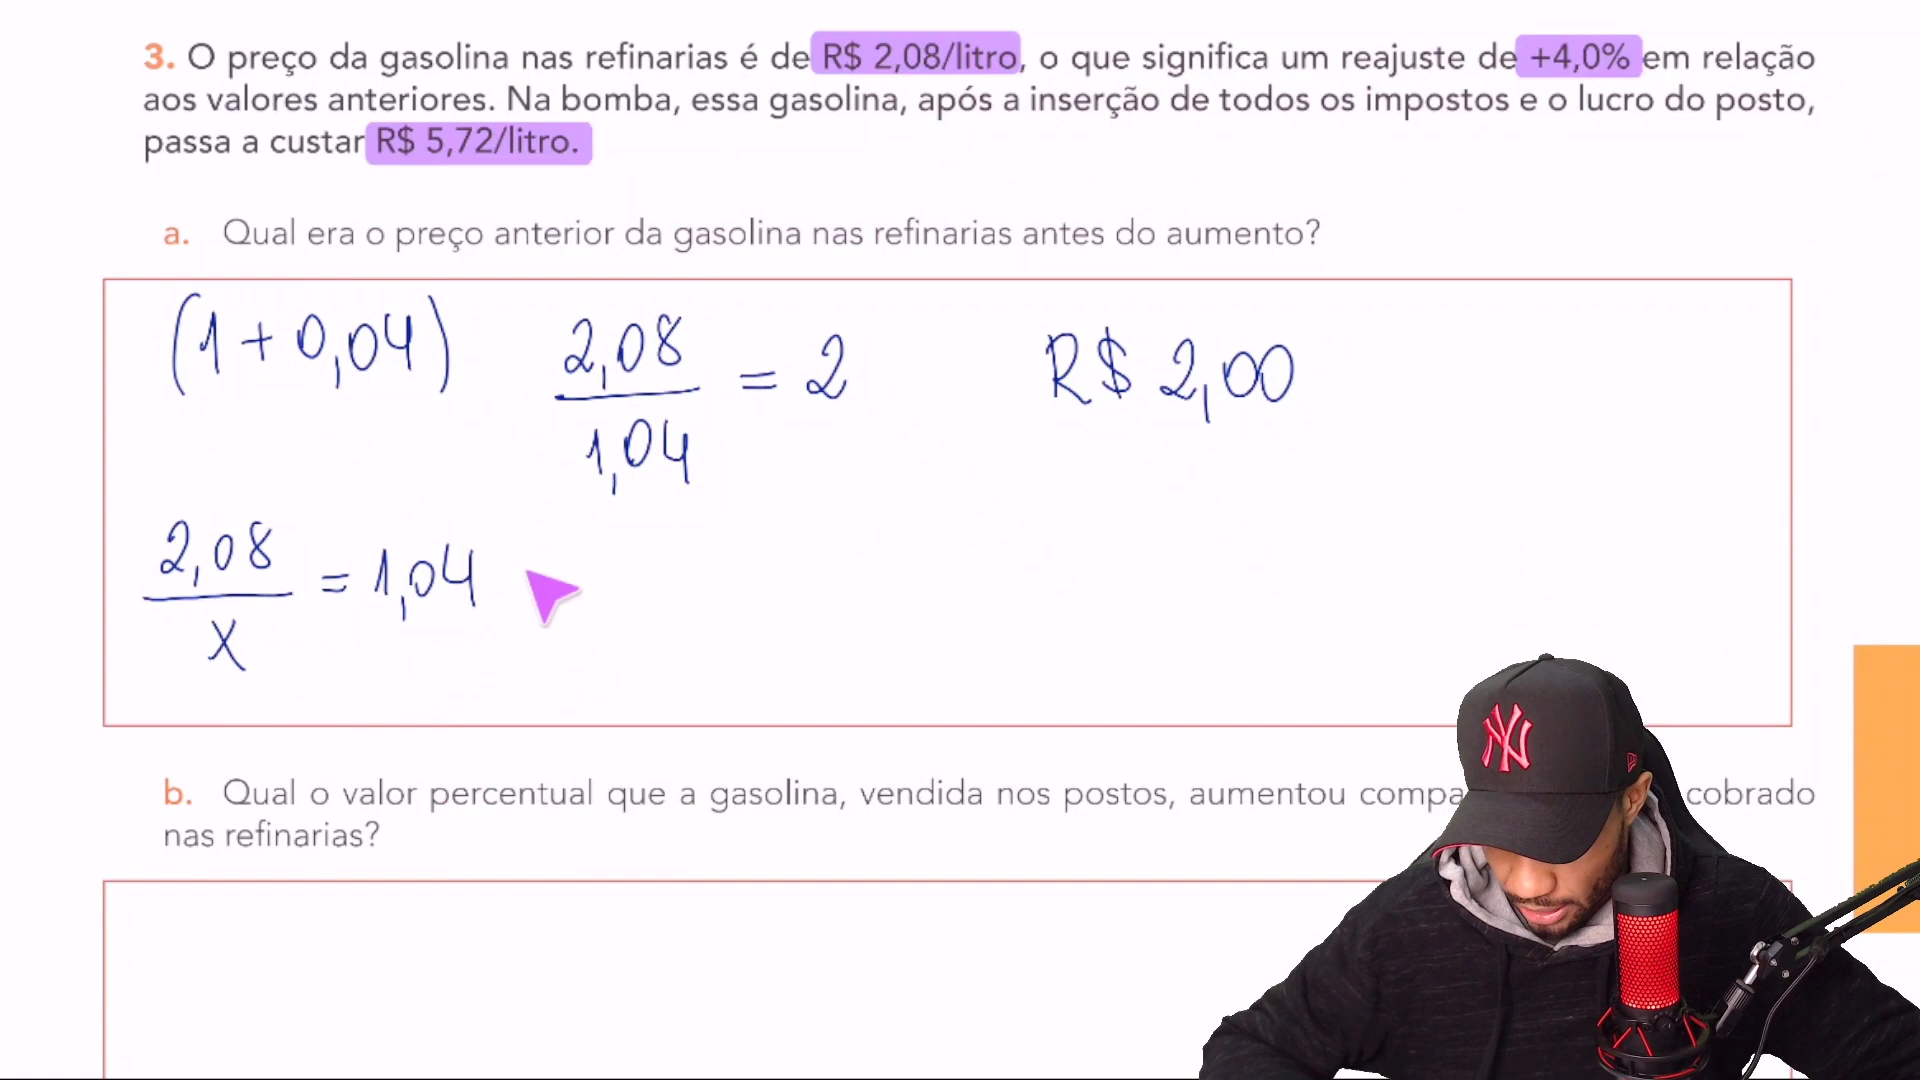 3. O preço da gasolina nas refinarias é de R$ 2,08/litro, o que significa um reajuste de +4,0% em relação
aos valores anteriores. Na bomba, essa gasolina, após a inserção de todos os impostos e o lucro do posto,
passa a custar R$ 5,72/litro.
a. Qual era o preço anterior da gasolina nas refinarias antes do aumento?
(1 + 0,04)
2,08
1,04
= 2
R$ 2,00
2,08
x
= 1,04
b. Qual o valor percentual que a gasolina, vendida nos postos, aumentou cobrado
nas refinarias?
NY